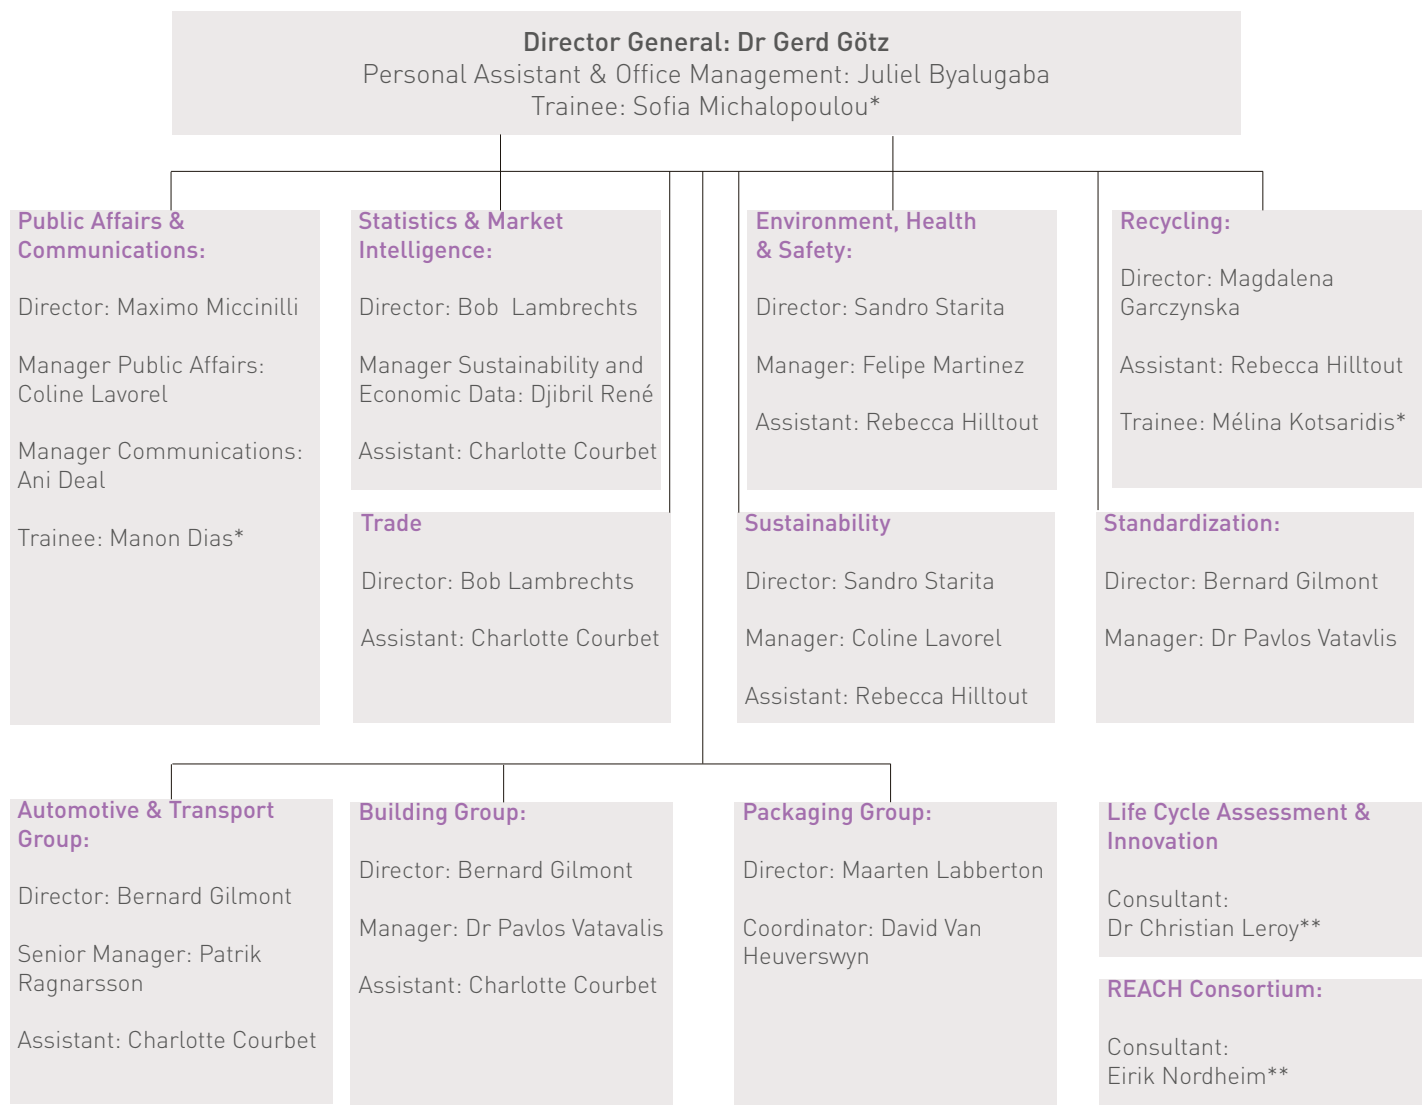 Director General: Dr Gerd Götz
Personal Assistant & Office Management: Juliel Byalugaba
Trainee: Sofia Michalopoulou*
Public Affairs &
Communications:
Director: Maximo Miccinilli
Manager Public Affairs:
Coline Lavorel
Manager Communications:
Ani Deal
Trainee: Manon Dias*
Statistics & Market
Intelligence:
Director: Bob  Lambrechts
Manager Sustainability and
Economic Data: Djibril René
Assistant: Charlotte Courbet
Environment, Health
& Safety:
Director: Sandro Starita
Manager: Felipe Martinez
Assistant: Rebecca Hilltout
Recycling:
Director: Magdalena
Garczynska
Assistant: Rebecca Hilltout
Trainee: Mélina Kotsaridis*
Trade
Director: Bob Lambrechts
Assistant: Charlotte Courbet
Sustainability
Director: Sandro Starita
Manager: Coline Lavorel
Assistant: Rebecca Hilltout
Standardization:
Director: Bernard Gilmont
Manager: Dr Pavlos Vatavlis
Automotive & Transport
Group:
Director: Bernard Gilmont
Senior Manager: Patrik
Ragnarsson
Assistant: Charlotte Courbet
Building Group:
Director: Bernard Gilmont
Manager: Dr Pavlos Vatavalis
Assistant: Charlotte Courbet
Packaging Group:
Director: Maarten Labberton
Coordinator: David Van
Heuverswyn
Life Cycle Assessment &
Innovation
Consultant:
Dr Christian Leroy**
REACH Consortium:
Consultant:
Eirik Nordheim**